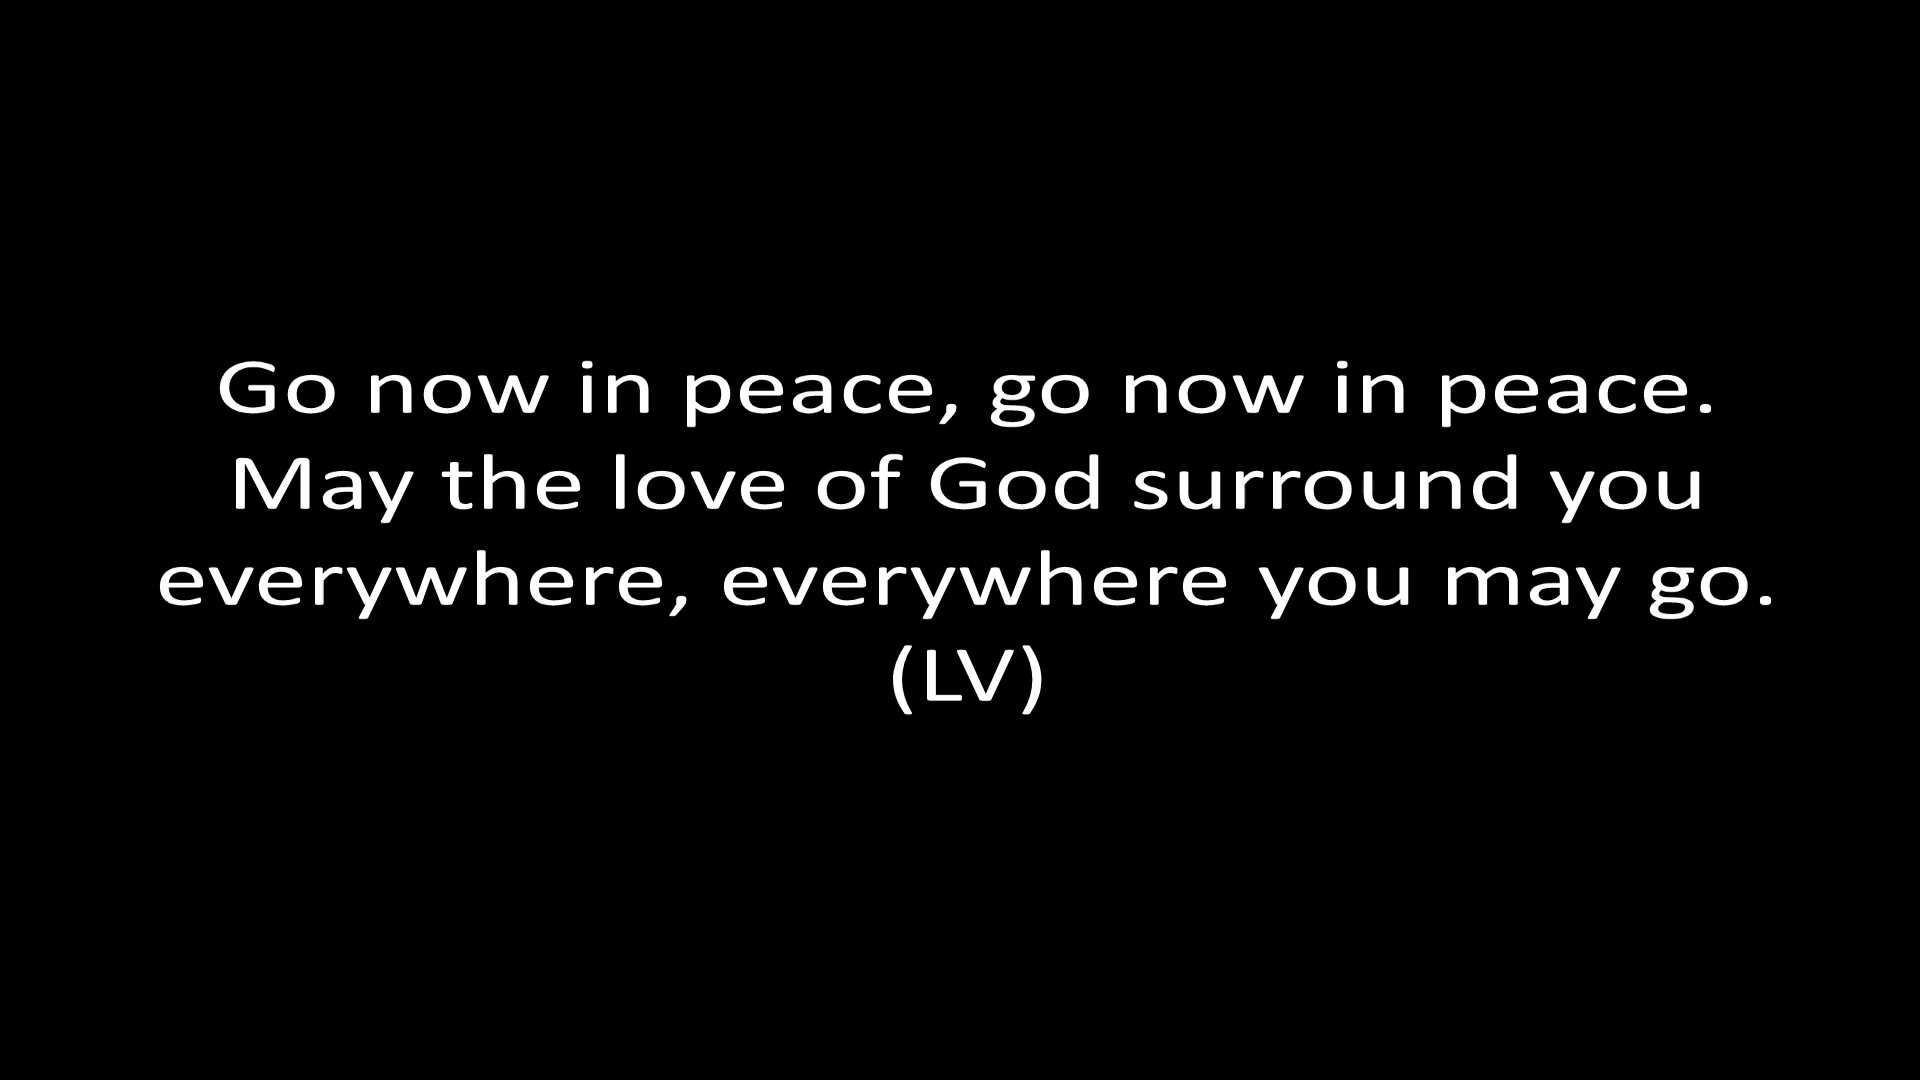 Go now in peace, go now in peace.
May the love of God surround you
everywhere, everywhere you may go.
(LV)